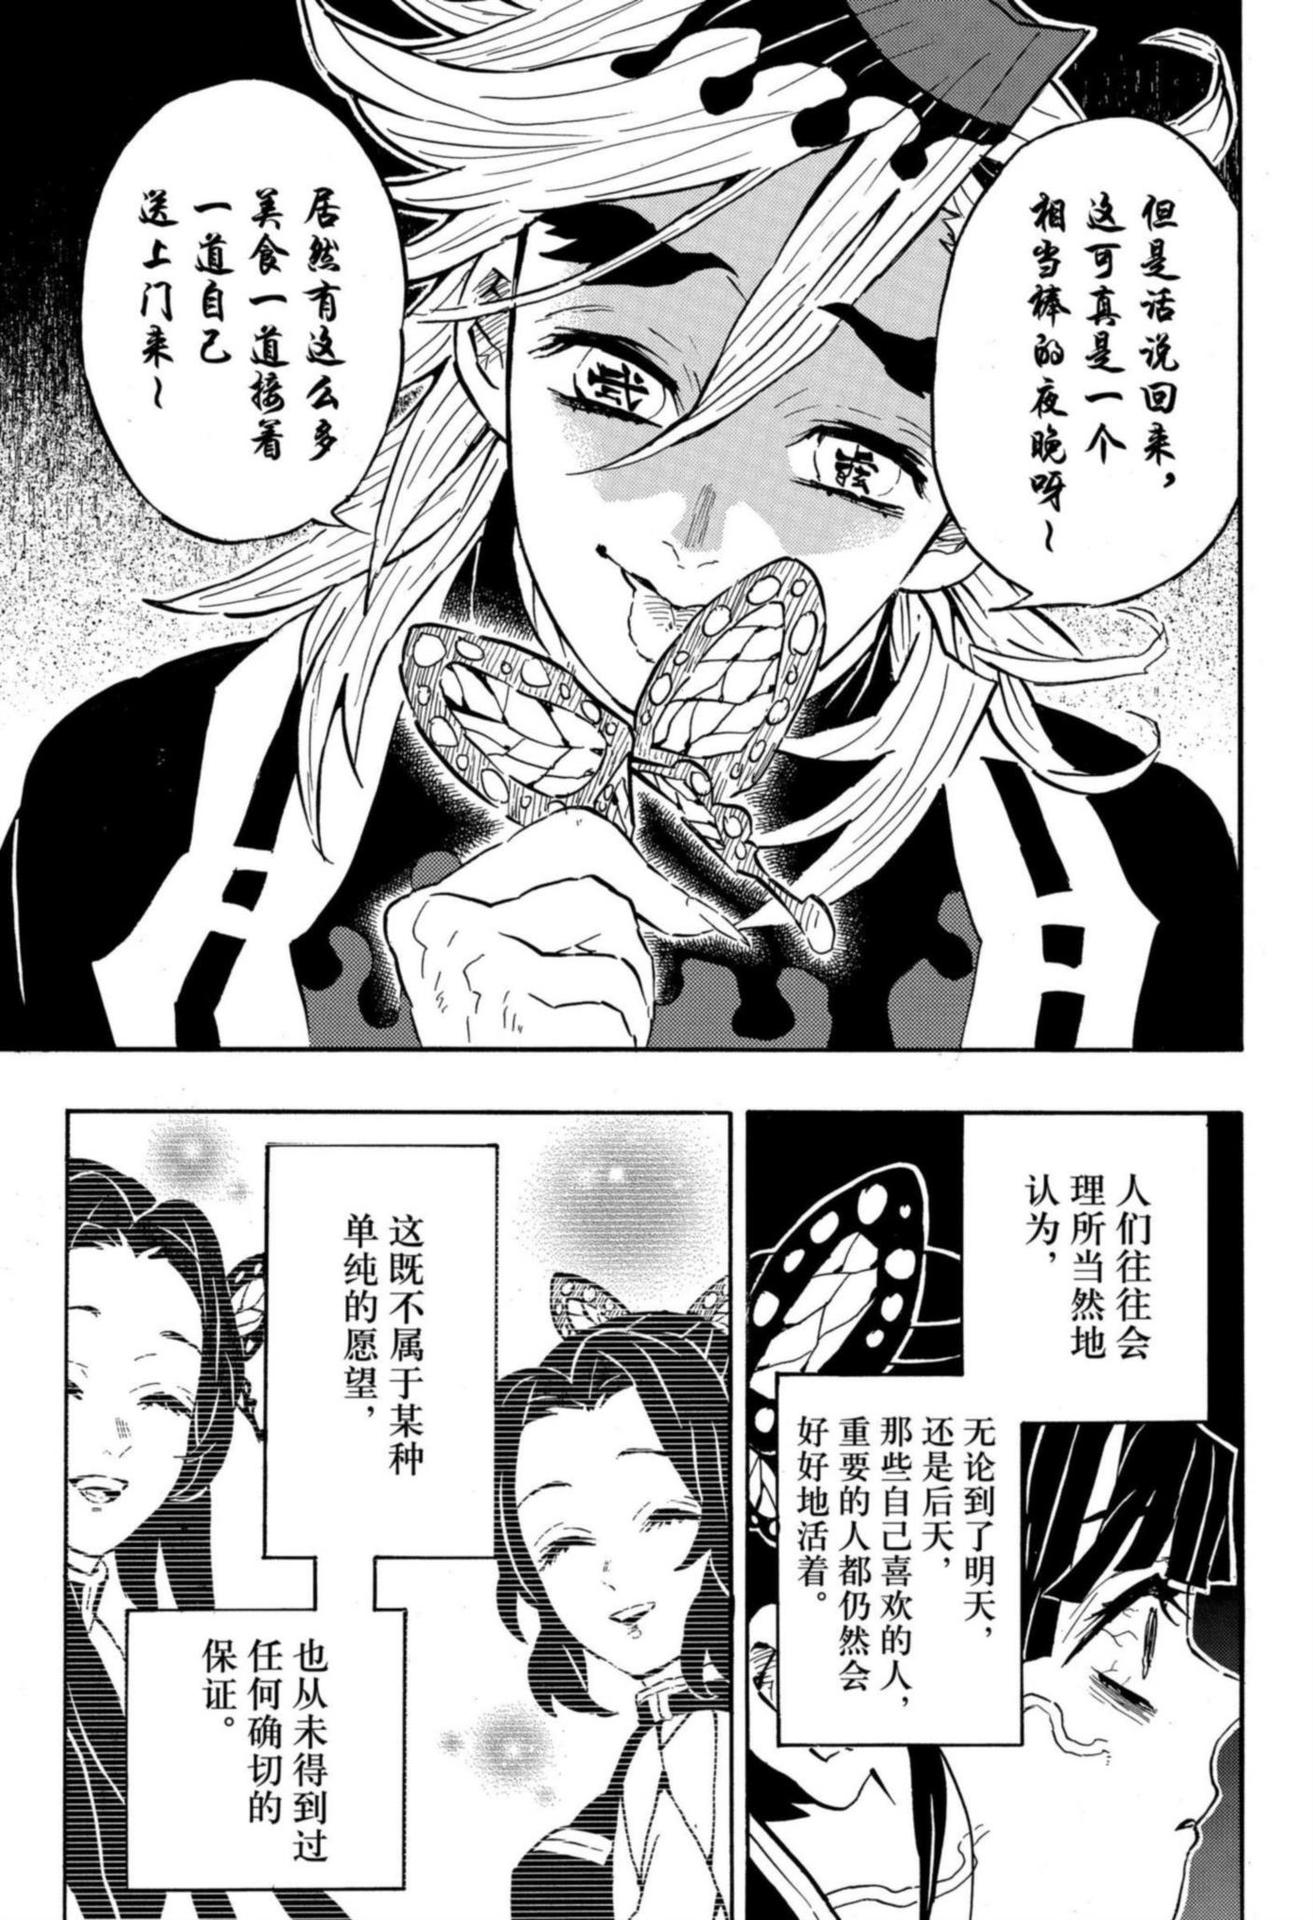 但是话说回来，
这可真是一个
相当棒的夜晚呀～
居然有这么多
美食一道接着
一道自己
送上门来～
人们往往会
理所当然地
认为，
无论到了明天，
还是后天，
那些自己喜欢的人，
重要的人都仍然会
好好地活着。
这既不属于某种
单纯的愿望，
也从未得到过
任何确切的
保证。